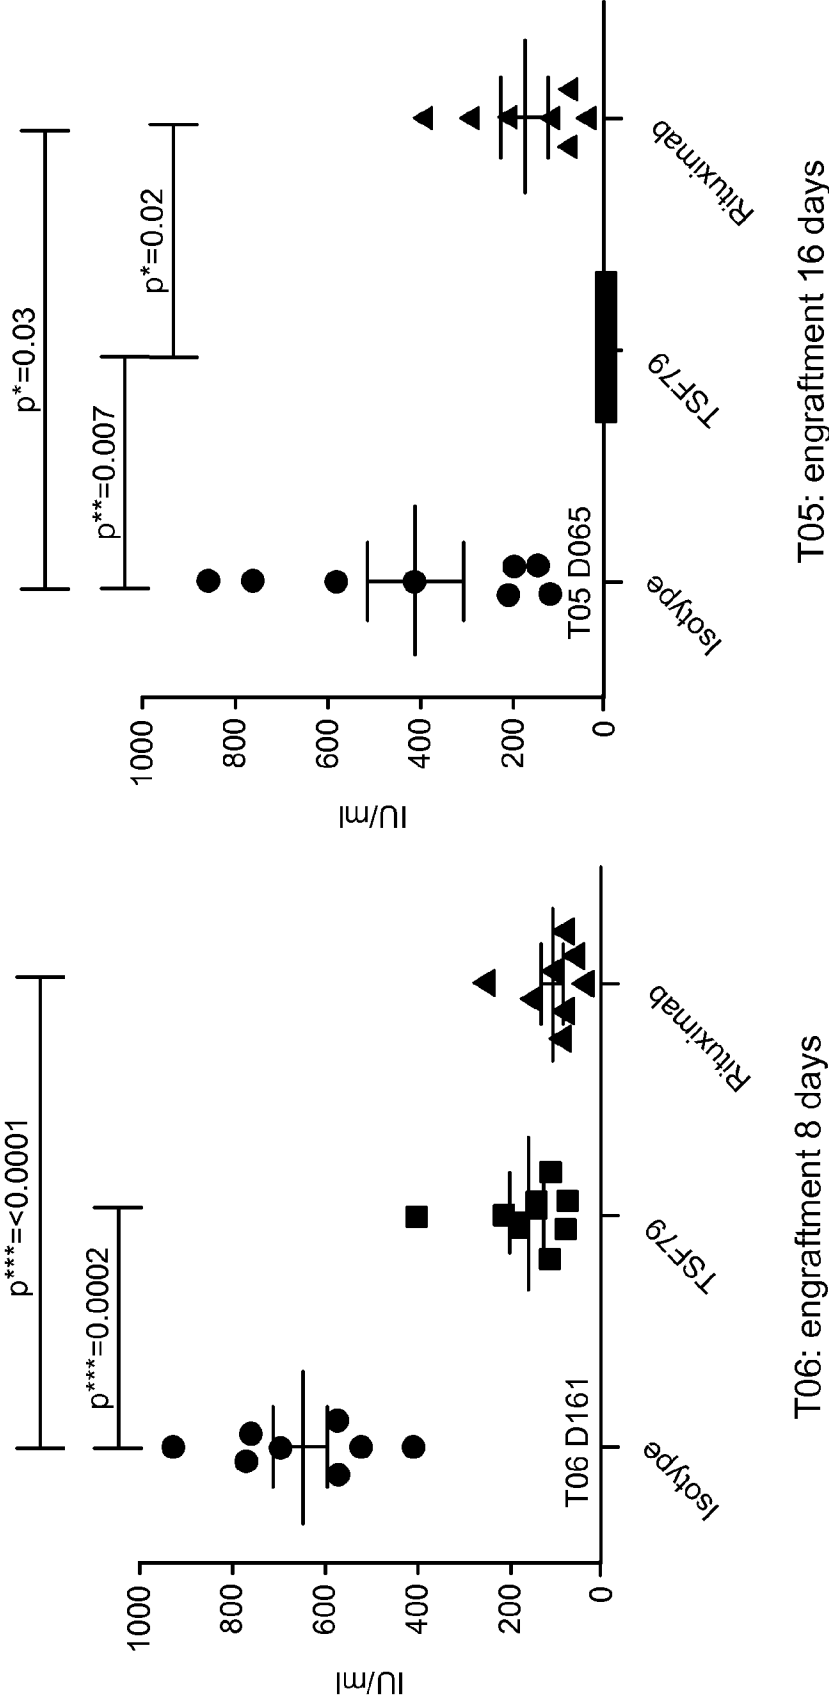 p***=<0.0001
p***=0.0002
1000
800
600
400
200
0
IU/ml
T06 D161
Isotype
TSF79
Rituximab
T06: engraftment 8 days
p*=0.03
p**=0.007
p*=0.02
1000
800
600
400
200
0
IU/ml
T05 D065
Isotype
TSF79
Rituximab
T05: engraftment 16 days